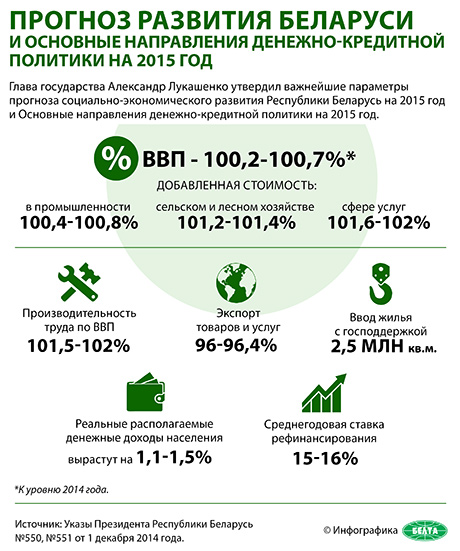 ПРОГНОЗ РАЗВИТИЯ БЕЛАРУСИ
И ОСНОВНЫЕ НАПРАВЛЕНИЯ ДЕНЕЖНО-КРЕДИТНОЙ
ПОЛИТИКИ НА 2015 ГОД
Глава государства Александр Лукашенко утвердил важнейшие параметры
прогноза социально-экономического развития Республики Беларусь на 2015 год
и Основные направления денежно-кредитной политики на 2015 год.
% ВВП - 100,2-100,7%*
ДОБАВЛЕННАЯ СТОИМОСТЬ:
в промышленности
100,4-100,8%
сельском и лесном хозяйстве
101,2-101,4%
сфере услуг
101,6-102%
Производительность
труда по ВВП
101,5-102%
Экспорт
товаров и услуг
96-96,4%
Ввод жилья
с господдержкой
2,5 МЛН кв.м.
Реальные располагаемые
денежные доходы населения
вырастут на 1,1-1,5%
Среднегодовая ставка
рефинансирования
15-16%
*К уровню 2014 года.
Источник: Указы Президента Республики Беларусь
№550, №551 от 1 декабря 2014 года.
© Инфографика БЕЛТА